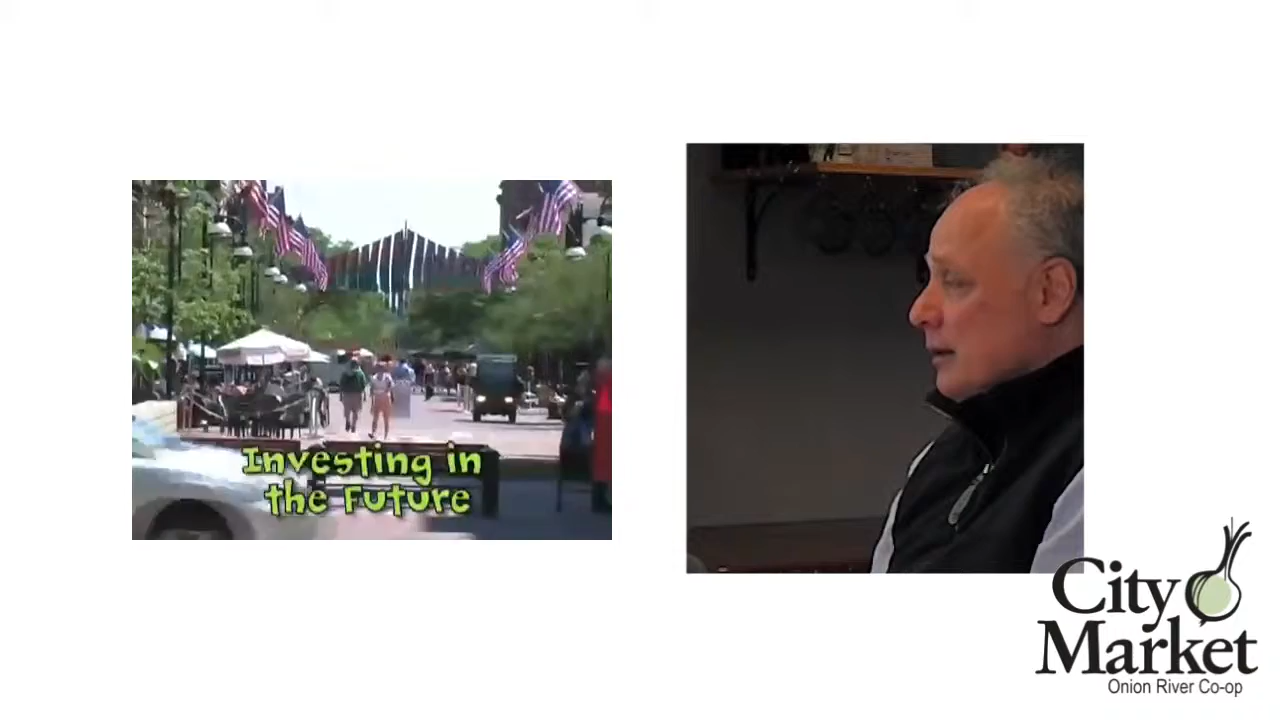 Investing in
the Future
City
Market
Onion River Co-op